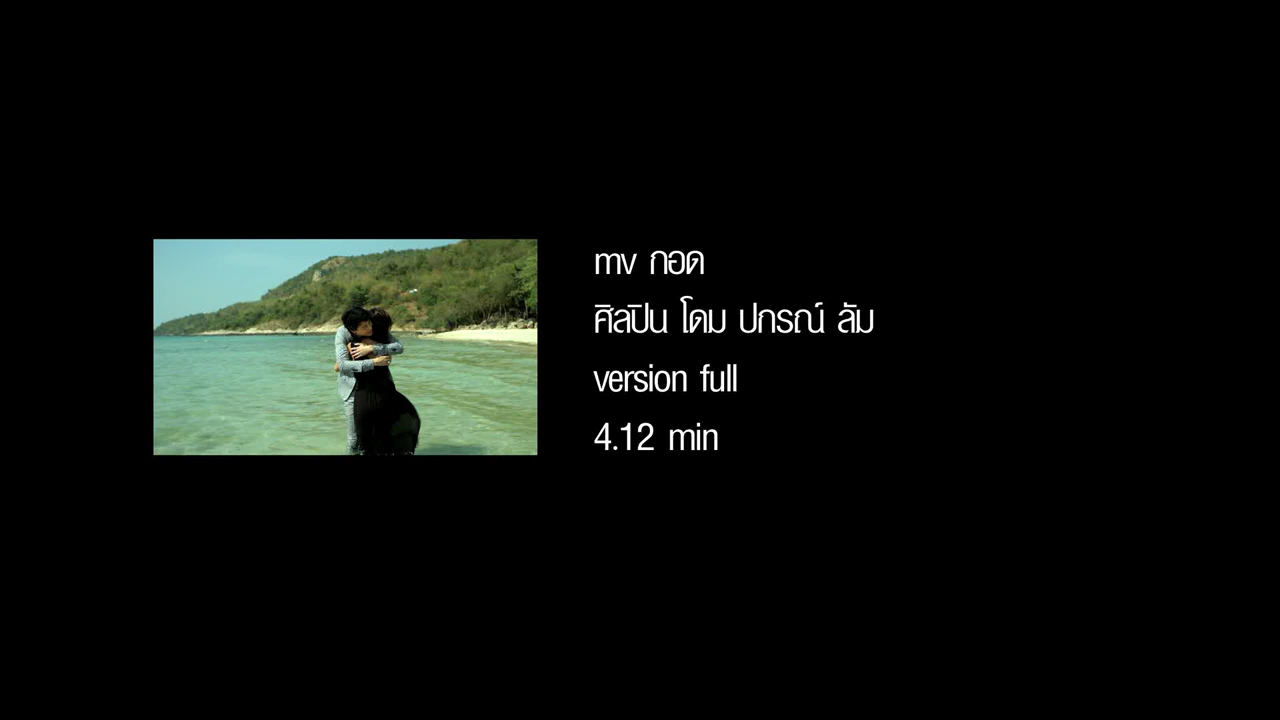 mv กอด
ศิลปิน โดม ปกรณ์ ลัม
version full
4.12 min